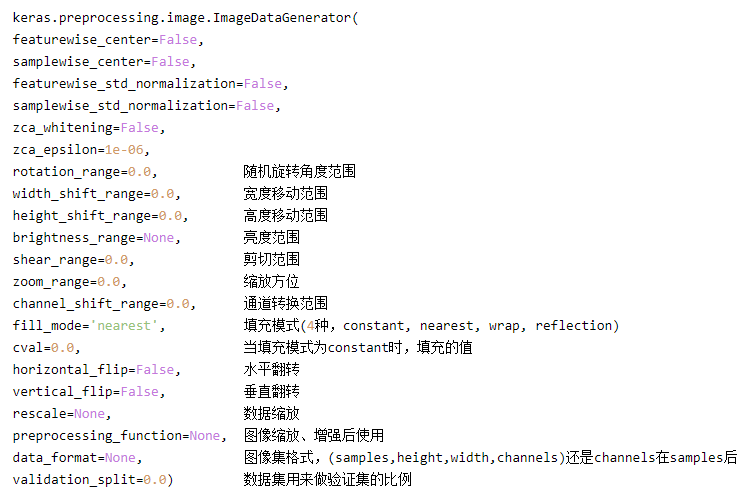 keras.preprocessing.image.ImageDataGenerator(
featurewise_center=False,
samplewise_center=False,
featurewise_std_normalization=False,
samplewise_std_normalization=False,
zca_whitening=False,
zca_epsilon=1e-06,
rotation_range=0.0, 随机旋转角度范围
width_shift_range=0.0, 宽度移动范围
height_shift_range=0.0, 高度移动范围
brightness_range=None, 亮度范围
shear_range=0.0, 剪切范围
zoom_range=0.0, 缩放方位
channel_shift_range=0.0, 通道转换范围
fill_mode='nearest', 填充模式(4种，constant, nearest, wrap, reflection)
cval=0.0, 当填充模式为constant时，填充的值
horizontal_flip=False, 水平翻转
vertical_flip=False, 垂直翻转
rescale=None, 数据缩放
preprocessing_function=None, 图像缩放、增强后使用
data_format=None, 图像集格式，(samples,height,width,channels)还是channels在samples后
validation_split=0.0) 数据集用来做验证集的比例